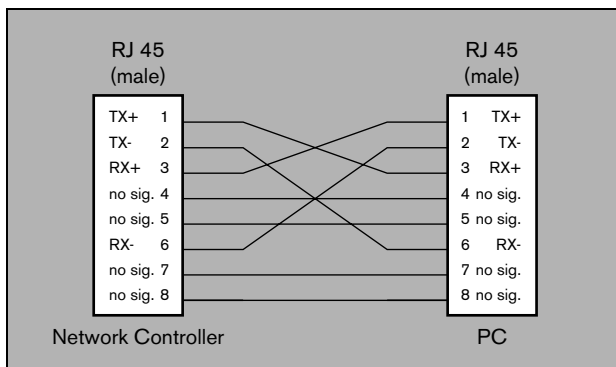 RJ 45 RJ 45
(male) (male)
TX+ 1 1 TX+
TX- 2 2 TX-
RX+ 3 3 RX+
no sig. 4 4 no sig.
no sig. 5 5 no sig.
RX- 6 6 RX-
no sig. 7 7 no sig.
no sig. 8 8 no sig.
Network Controller PC